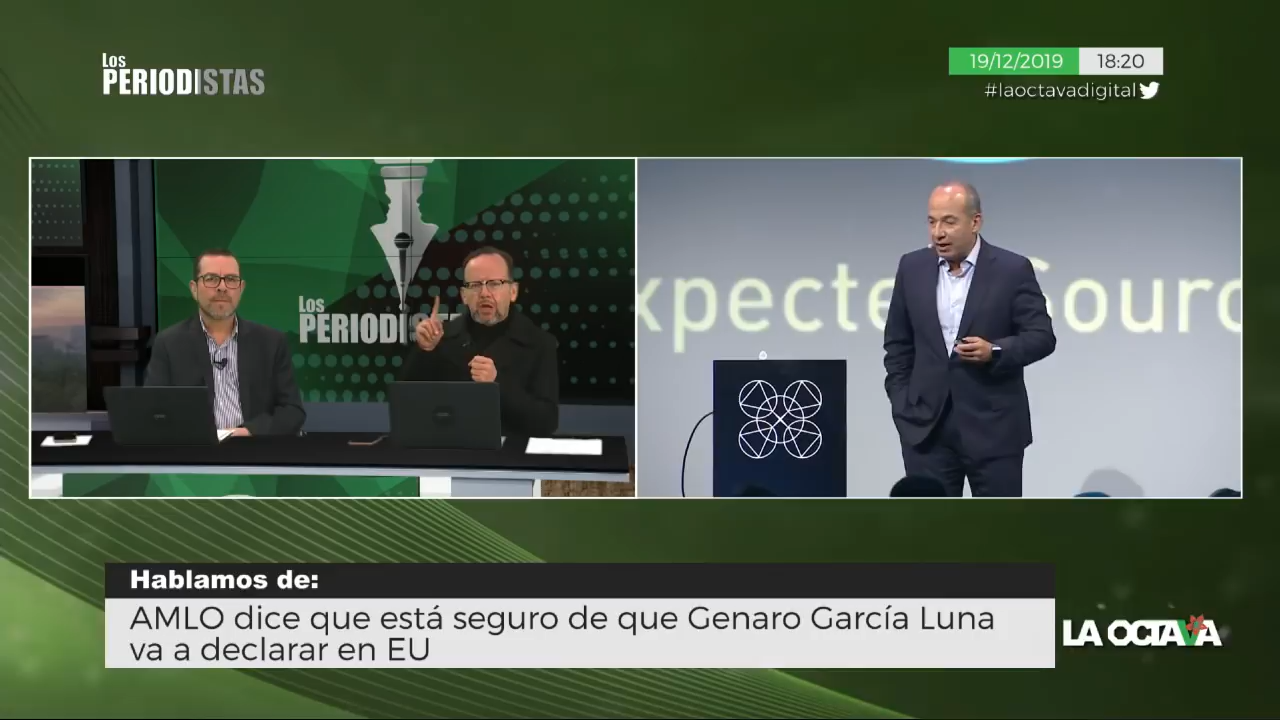 Los
PERIODISTAS
19/12/2019 18:20
#laoctavadigital
Los
PERIODISTE
xpecte Sourc
Hablamos de:
AMLO dice que está seguro de que Genaro García Luna
va a declarar en EU
LA OCTAVA